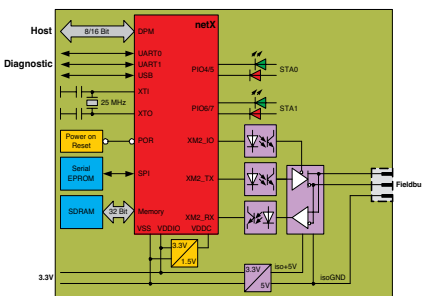 netX
Host
8/16 Bit
DPM
Diagnostic
UART0
UART1
USB
PIO4/5
STA0
XTI
25 MHz
XTO
PIO6/7
STA1
Power on
Reset
POR
XM2_IO
Serial
EPROM
SPI
XM2_TX
Fieldbu
SDRAM
32 Bit
Memory
XM2_RX
VSS VDDIO VDDC
3.3V
1.5V
3.3V
3.3V
5V
iso+5V
isoGND